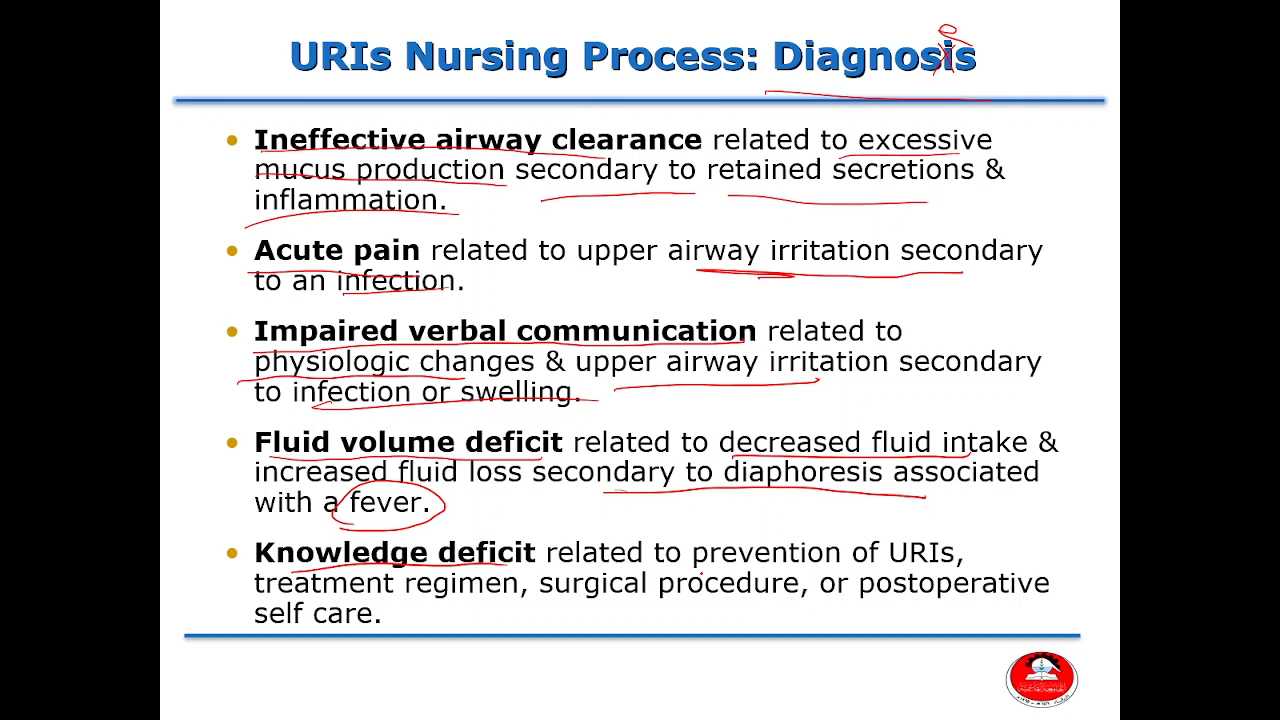 URIs Nursing Process: Diagnosis
• Ineffective airway clearance related to excessive
mucus production secondary to retained secretions &
inflammation.
• Acute pain related to upper airway irritation secondary
to an infection.
• Impaired verbal communication related to
physiologic changes & upper airway irritation secondary
to infection or swelling.
• Fluid volume deficit related to decreased fluid intake &
increased fluid loss secondary to diaphoresis associated
with a fever.
• Knowledge deficit related to prevention of URIs,
treatment regimen, surgical procedure, or postoperative
self care.